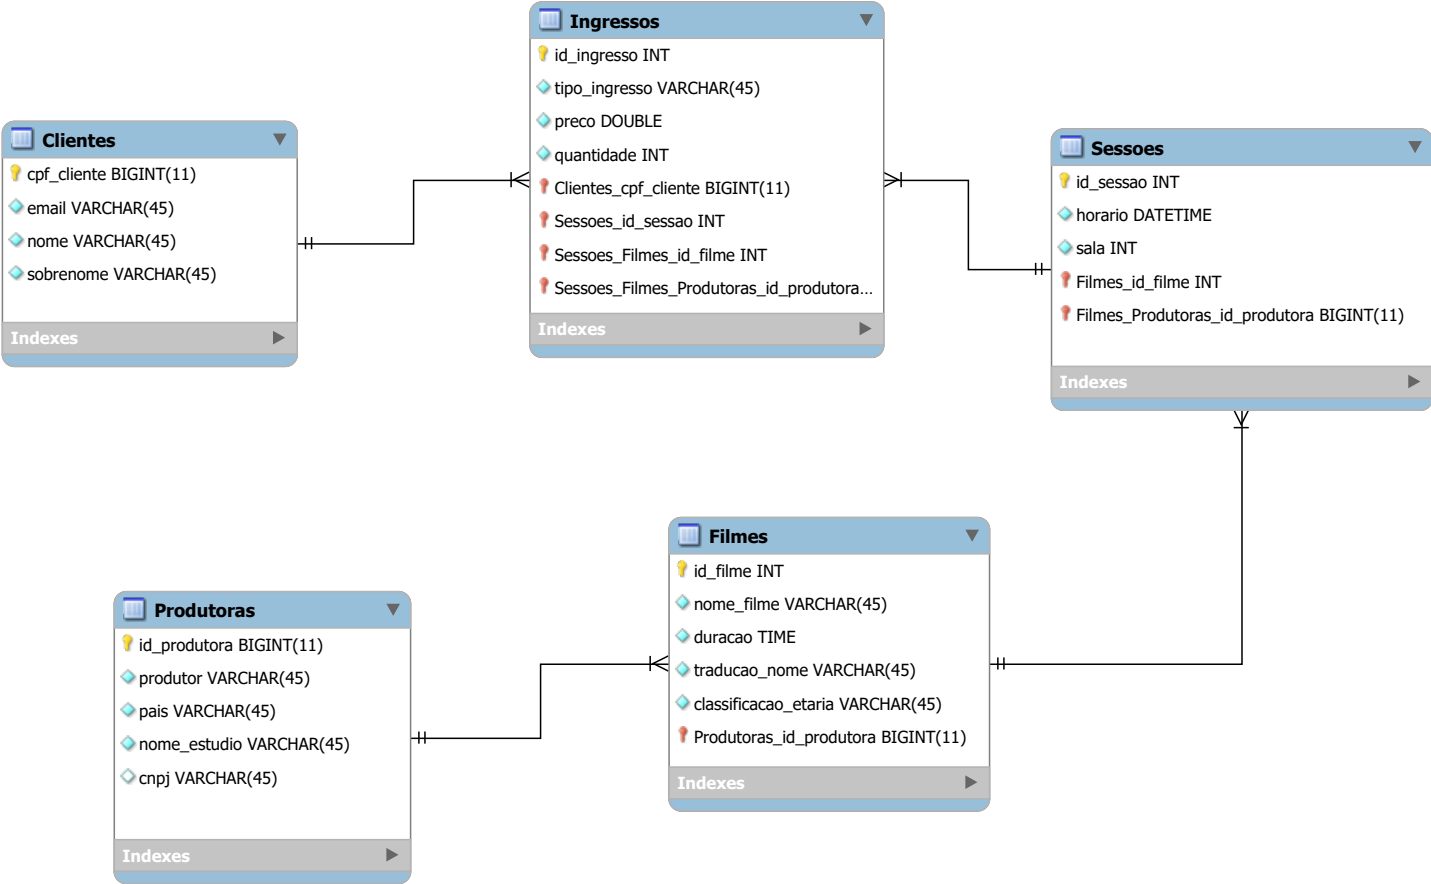 Ingressos
id_ingresso INT
tipo_ingresso VARCHAR(45)
preco DOUBLE
quantidade INT
Clientes_cpf_cliente BIGINT(11)
Sessoes_id_sessao INT
Sessoes_Filmes_id_filme INT
Sessoes_Filmes_Produtoras_id_produtora...
Indexes
Clientes
cpf_cliente BIGINT(11)
email VARCHAR(45)
nome VARCHAR(45)
sobrenome VARCHAR(45)
Indexes
Sessoes
id_sessao INT
horario DATETIME
sala INT
Filmes_id_filme INT
Filmes_Produtoras_id_produtora BIGINT(11)
Indexes
Filmes
id_filme INT
nome_filme VARCHAR(45)
duracao TIME
traducao_nome VARCHAR(45)
classificacao_etaria VARCHAR(45)
Produtoras_id_produtora BIGINT(11)
Indexes
Produtoras
id_produtora BIGINT(11)
produtor VARCHAR(45)
pais VARCHAR(45)
nome_estudio VARCHAR(45)
cnpj VARCHAR(45)
Indexes